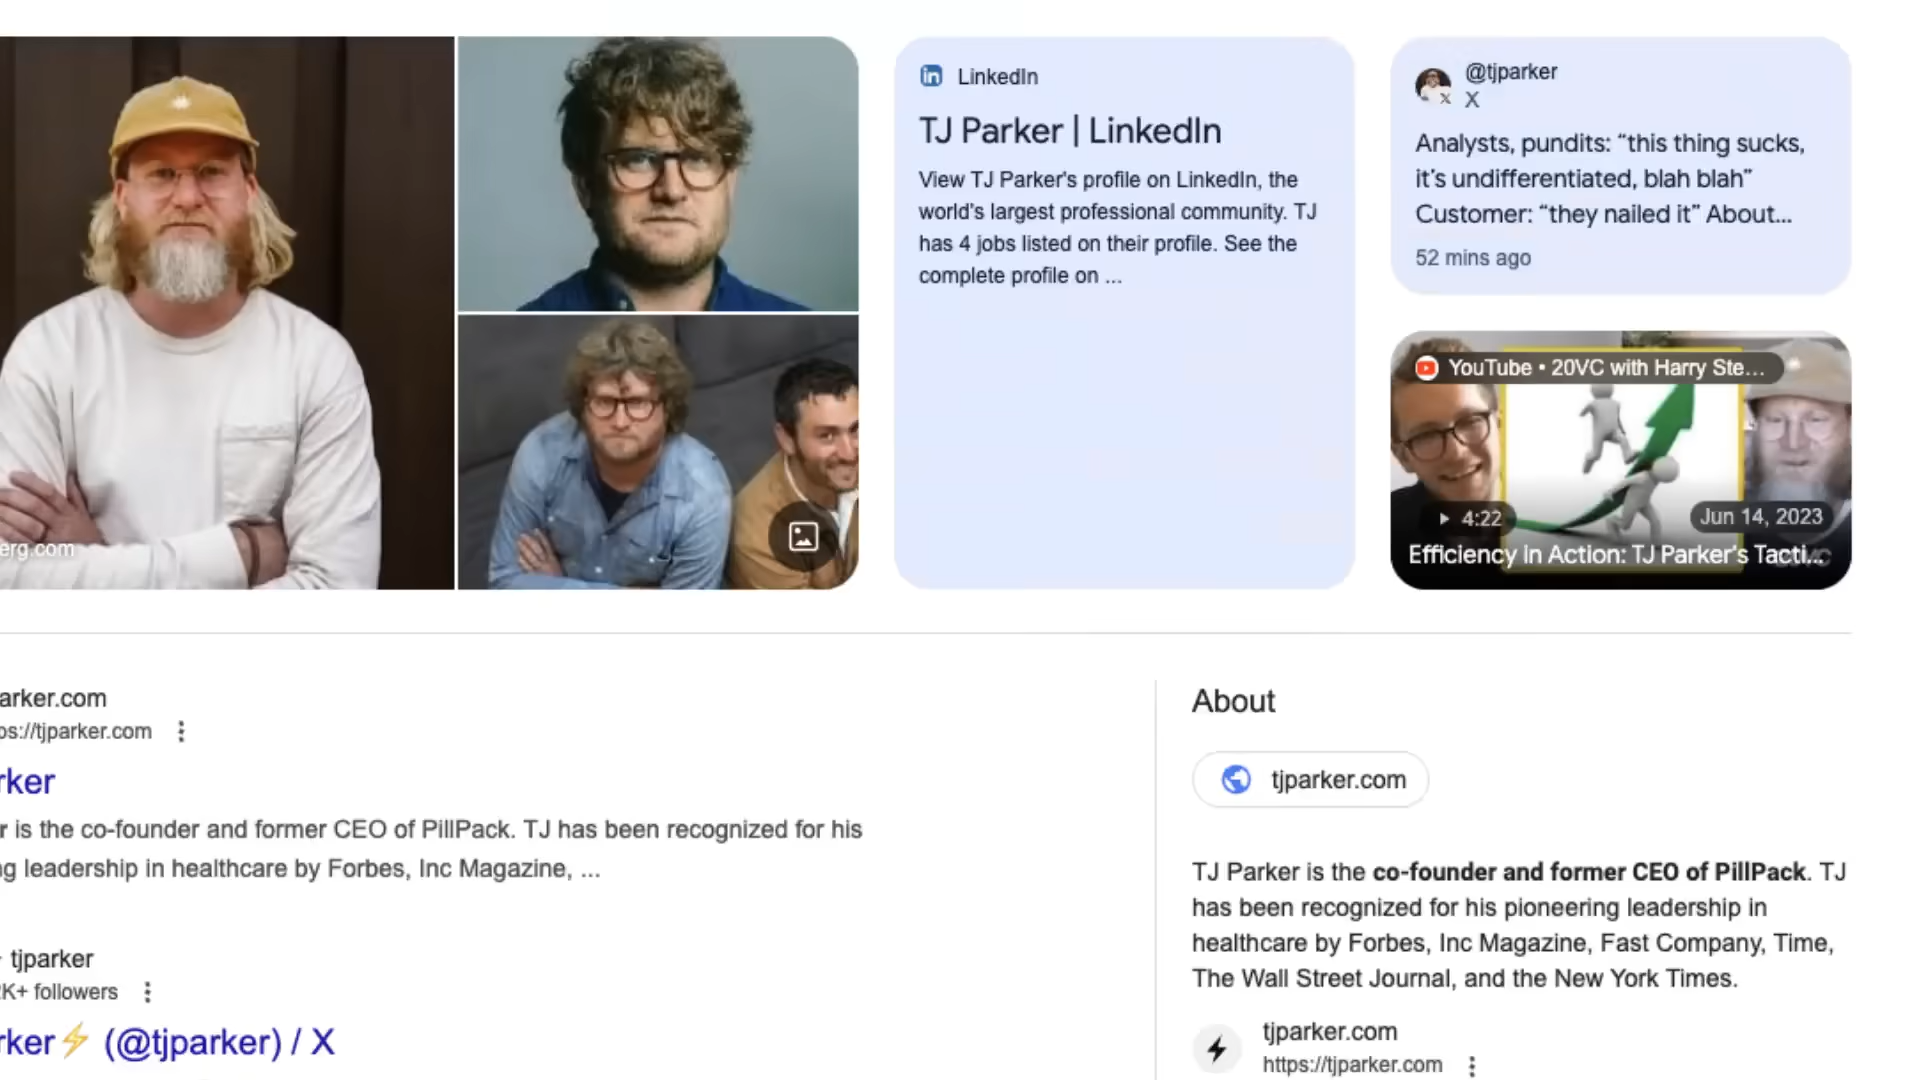 erg.com
LinkedIn
TJ Parker | LinkedIn
View TJ Parker's profile on LinkedIn, the
world's largest professional community. TJ
has 4 jobs listed on their profile. See the
complete profile on ...
@tjparker
X
Analysts, pundits: “this thing sucks,
it’s undifferentiated, blah blah”
Customer: “they nailed it” About...
52 mins ago
YouTube • 20VC with Harry Ste...
4:22
Jun 14, 2023
Efficiency in Action: TJ Parker's Tacti...
arker.com
ps://tjparker.com
rker
r is the co-founder and former CEO of PillPack. TJ has been recognized for his
ng leadership in healthcare by Forbes, Inc Magazine, ...
tjparker
K+ followers
rker⚡ (@tjparker) / X
About
tjparker.com
TJ Parker is the co-founder and former CEO of PillPack. TJ
has been recognized for his pioneering leadership in
healthcare by Forbes, Inc Magazine, Fast Company, Time,
The Wall Street Journal, and the New York Times.
tjparker.com
https://tjparker.com